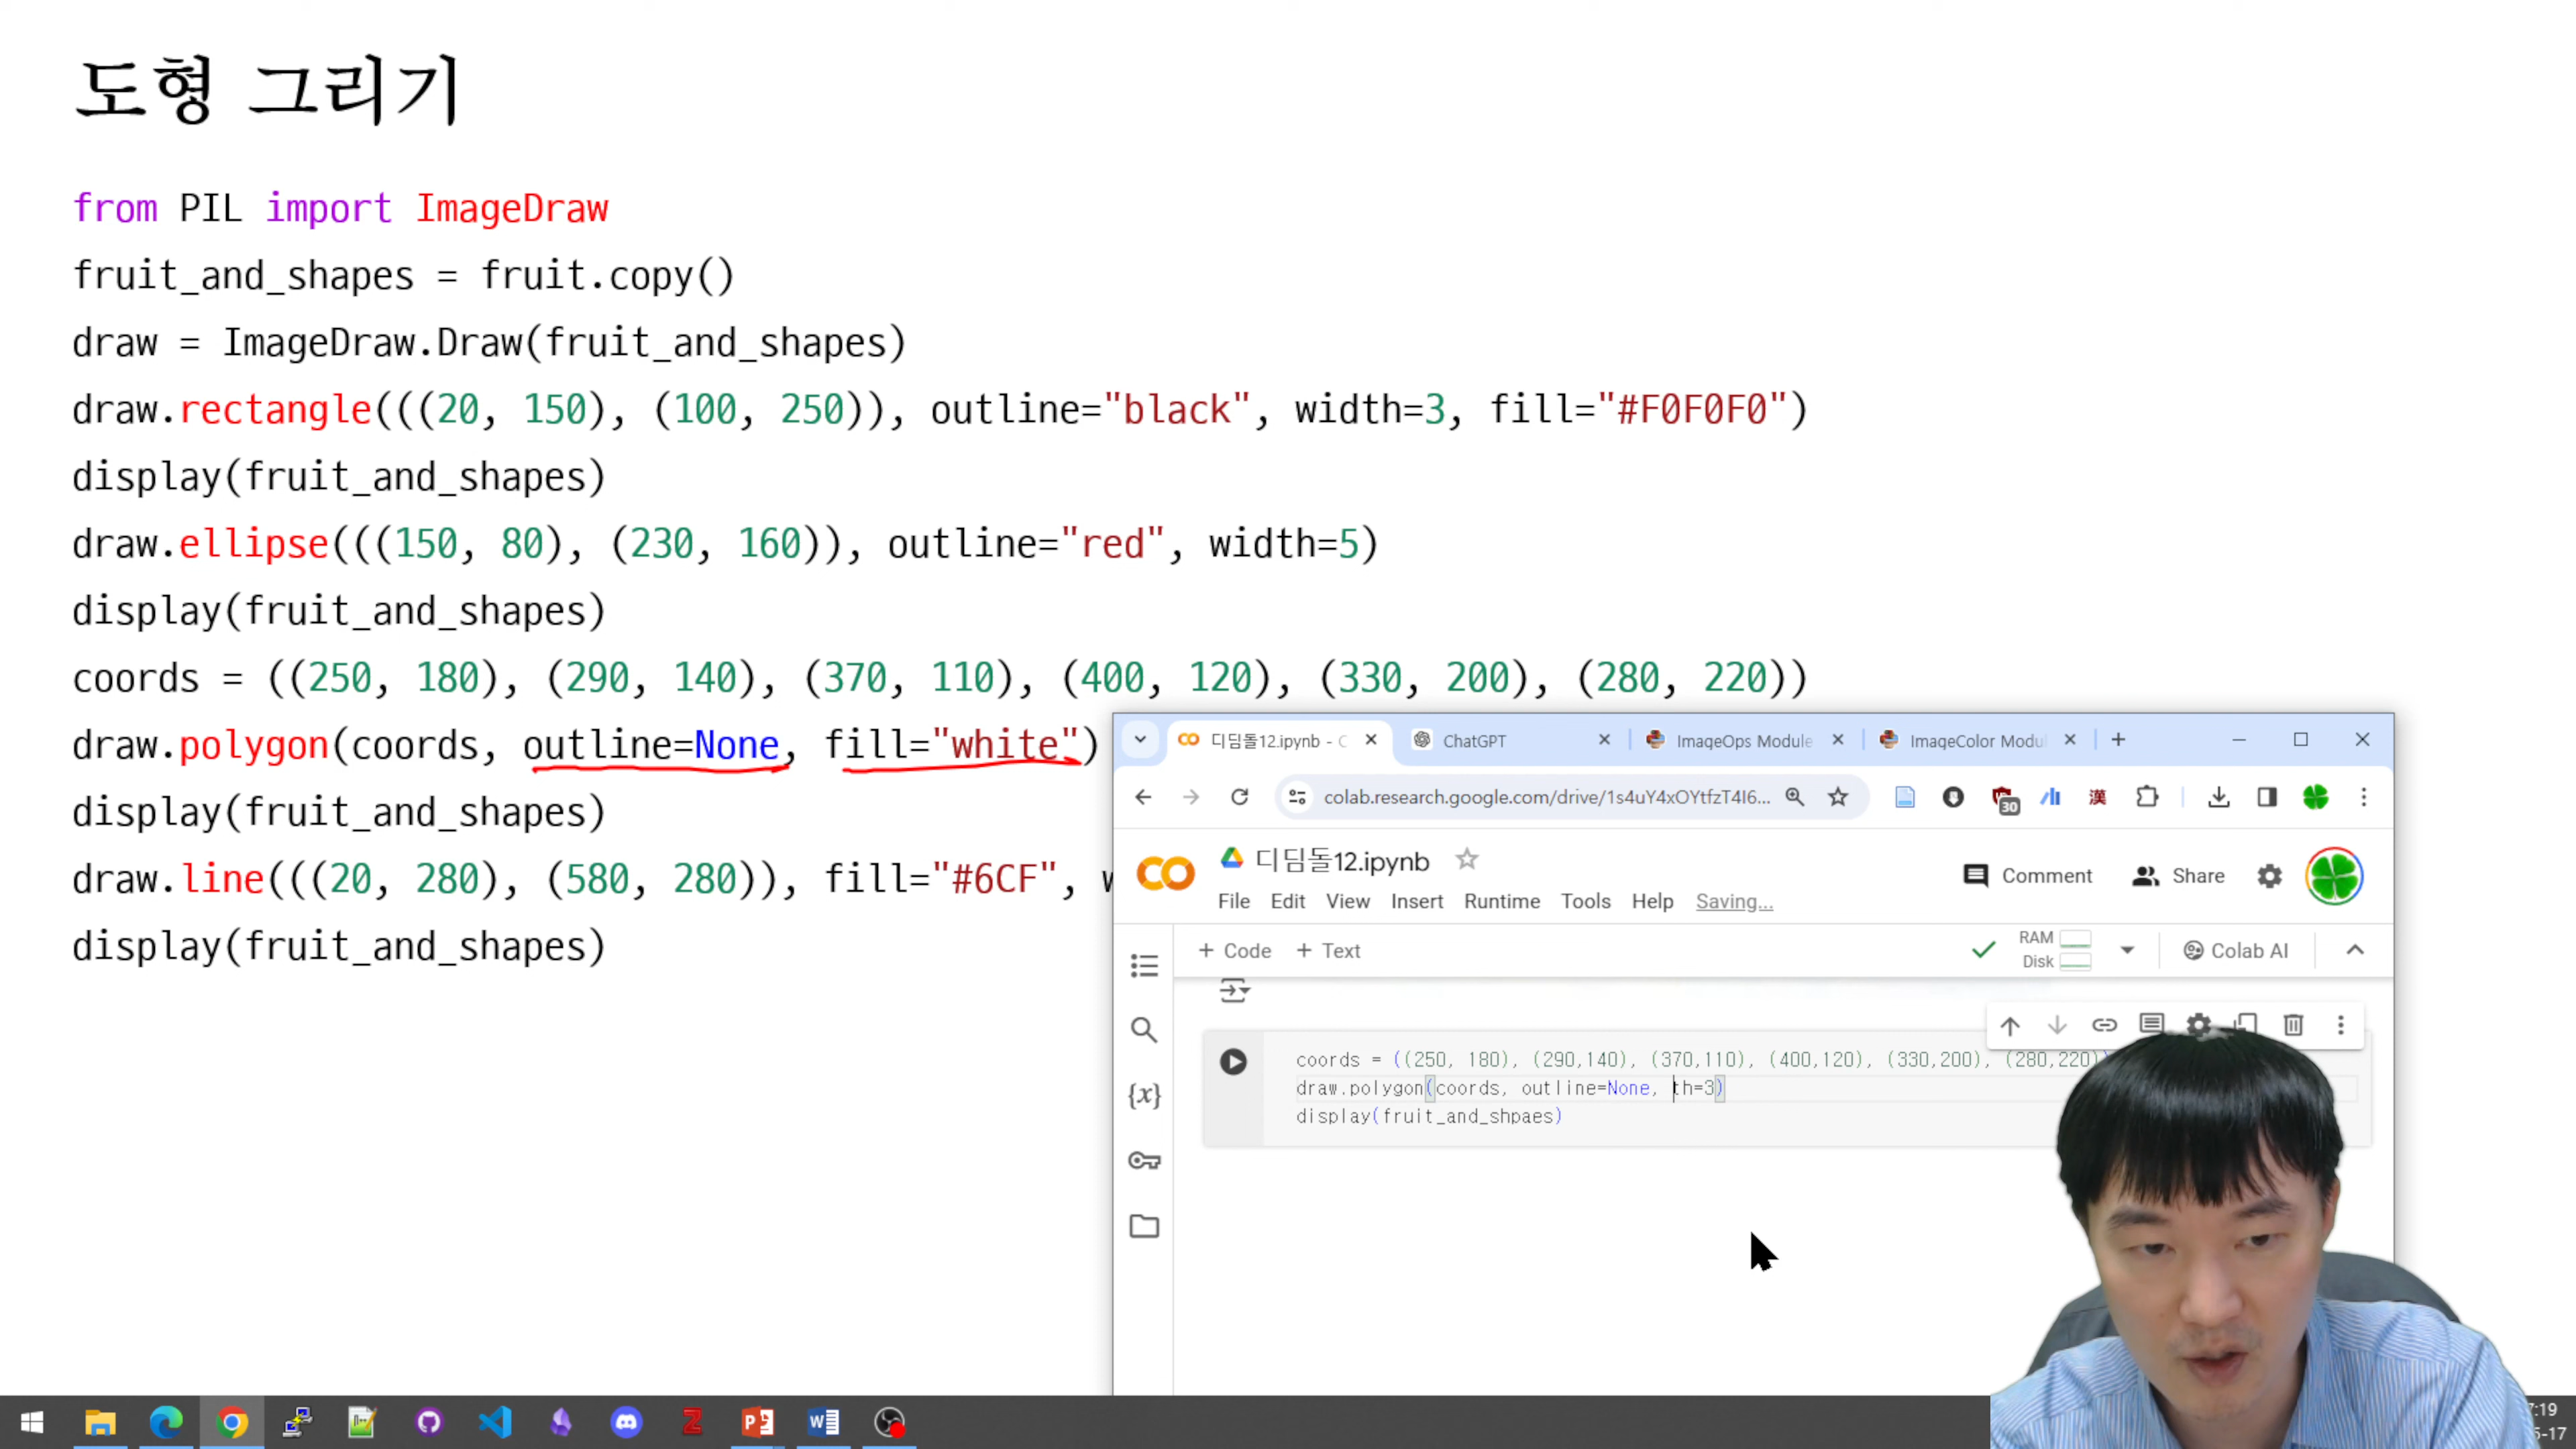 도형 그리기
from PIL import ImageDraw
fruit_and_shapes = fruit.copy()
draw = ImageDraw.Draw(fruit_and_shapes)
draw.rectangle(((20, 150), (100, 250)), outline="black", width=3, fill="#F0F0F0")
display(fruit_and_shapes)
draw.ellipse(((150, 80), (230, 160)), outline="red", width=5)
display(fruit_and_shapes)
coords = ((250, 180), (290, 140), (370, 110), (400, 120), (330, 200), (280, 220))
draw.polygon(coords, outline=None, fill="white")
display(fruit_and_shapes)
draw.line(((20, 280), (580, 280)), fill="#6CF",
display(fruit_and_shapes)
디딤돌12.ipynb - C
ChatGPT
ImageOps Module
ImageColor Modul
colab.research.google.com/drive/1s4uY4xOYtfzT4I6...
30
漢
디딤돌12.ipynb
Comment
Share
File Edit View Insert Runtime Tools Help Saving...
+ Code + Text
RAM
Disk
Colab AI
coords = ((250, 180), (290,140), (370,110), (400,120), (330,200), (280,220)
draw.polygon(coords, outline=None, th=3)
display(fruit_and_shpaes)
{x}
:19
-17